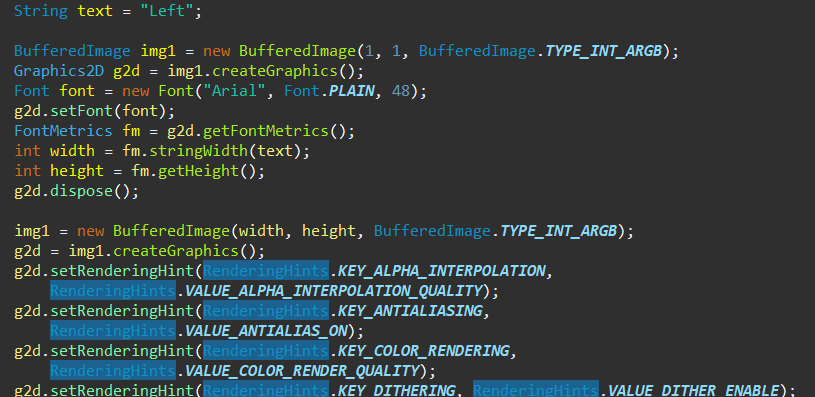 String text = "Left";
BufferedImage img1 = new BufferedImage(1, 1, BufferedImage.TYPE_INT_ARGB);
Graphics2D g2d = img1.createGraphics();
Font font = new Font("Arial", Font.PLAIN, 48);
g2d.setFont(font);
FontMetrics fm = g2d.getFontMetrics();
int width = fm.stringWidth(text);
int height = fm.getHeight();
g2d.dispose();
img1 = new BufferedImage(width, height, BufferedImage.TYPE_INT_ARGB);
g2d = img1.createGraphics();
g2d.setRenderingHint(RenderingHints.KEY_ALPHA_INTERPOLATION,
RenderingHints.VALUE_ALPHA_INTERPOLATION_QUALITY);
g2d.setRenderingHint(RenderingHints.KEY_ANTIALIASING,
RenderingHints.VALUE_ANTIALIAS_ON);
g2d.setRenderingHint(RenderingHints.KEY_COLOR_RENDERING,
RenderingHints.VALUE_COLOR_RENDER_QUALITY);
g2d.setRenderingHint(RenderingHints.KEY_DITHERING, RenderingHints.VALUE_DITHER_ENABLE);